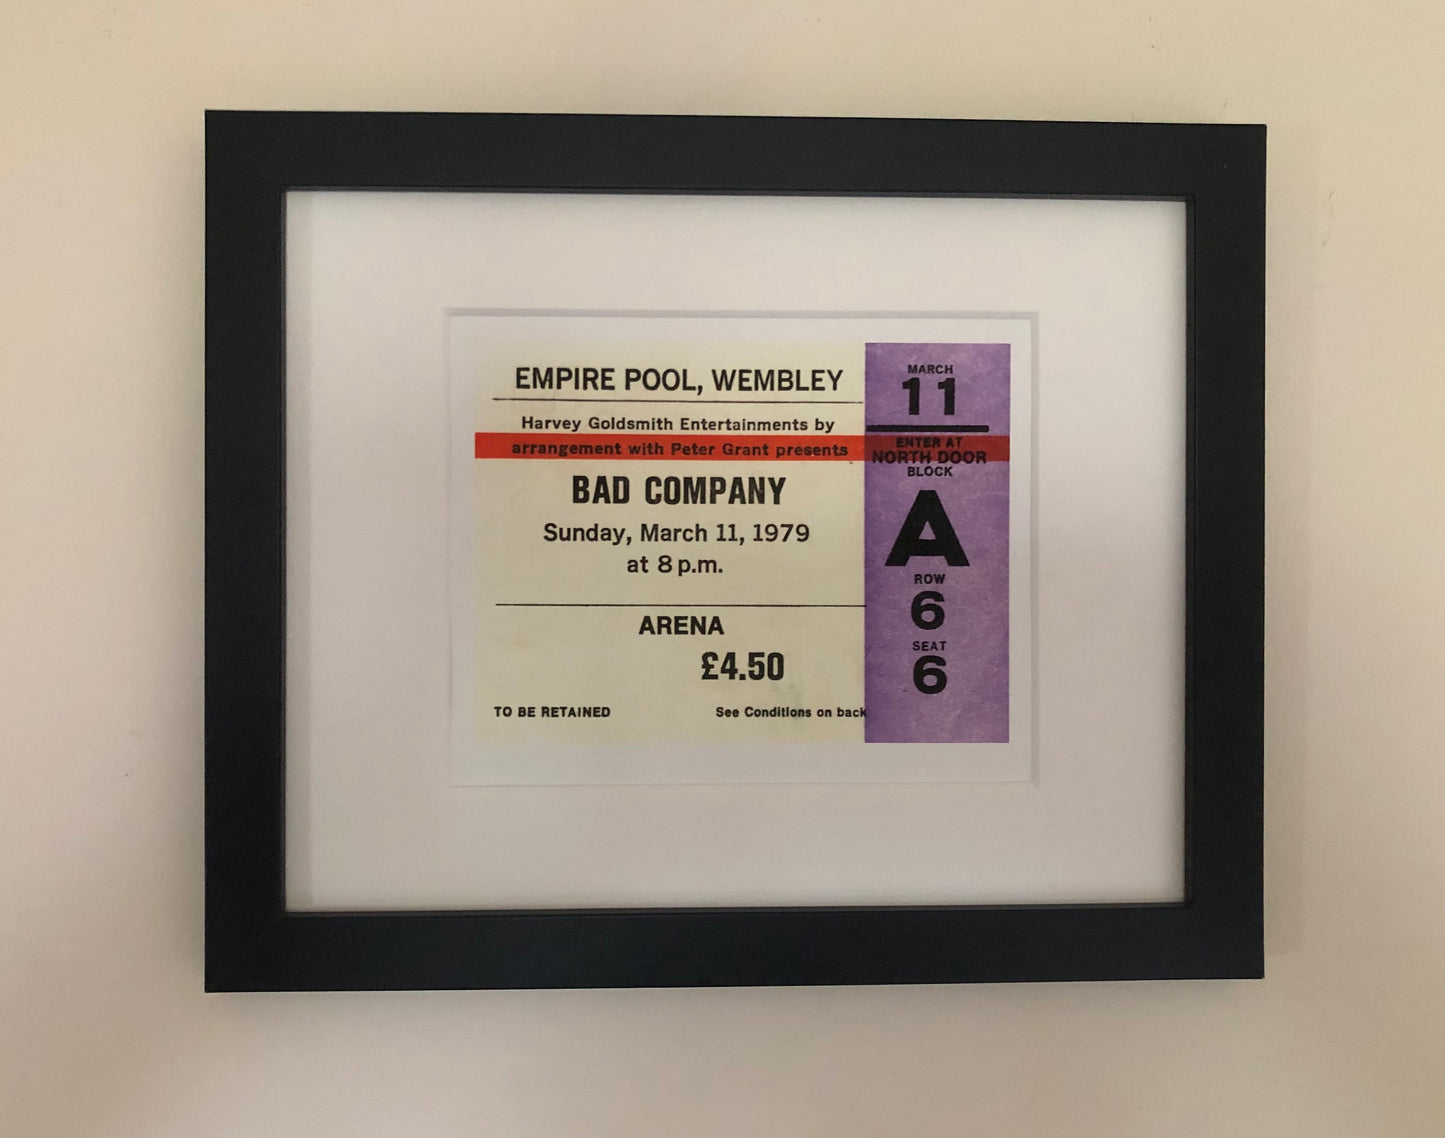 EMPIRE POOL, WEMBLEY
Harvey Goldsmith Entertainments by
arrangement with Peter Grant presents
BAD COMPANY
Sunday, March 11, 1979
at 8 p.m.
ARENA
£4.50
TO BE RETAINED
See Conditions on back
MARCH
11
ENTER AT
NORTH DOOR
BLOCK
A
ROW
6
SEAT
6